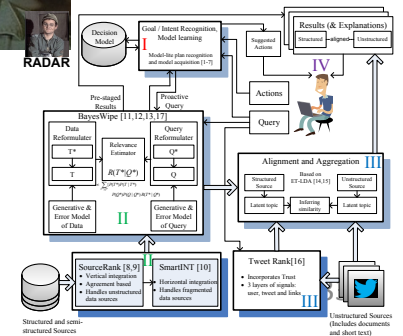 RADAR
Decision
Model
Goal / Intent Recognition,
Model learning
I
Model-lite plan recognition
and model acquisition [1-7]
Suggested
Actions
Results (& Explanations)
Structured
aligned
Unstructured
IV
Actions
Query
Pre-staged
Results
Proactive
Query
BayesWipe [11,12,13,17]
Data
Reformulater
T*
T
Relevance
Estimator
R(T*|Q*)
Query
Reformulater
Q*
Q
II
Generative &
Error Model
of Data
Generative &
Error Model
of Query
Alignment and Aggregation
III
Structured
Source
Based on
ET-LDA [14,15]
Unstructured
Source
Latent topic
Inferring
similarity
Latent topic
SourceRank [8,9]
• Vertical integration
• Agreement based
• Handles unstructured
data sources
II
SmartINT [10]
• Horizontal integration
• Handles fragmented
data sources
Tweet Rank[16]
• Incorporates Trust
• 3 layers of signals:
user, tweet and links
III
Structured and semi-
structured Sources
Unstructured Sources
(Includes documents
and short text)